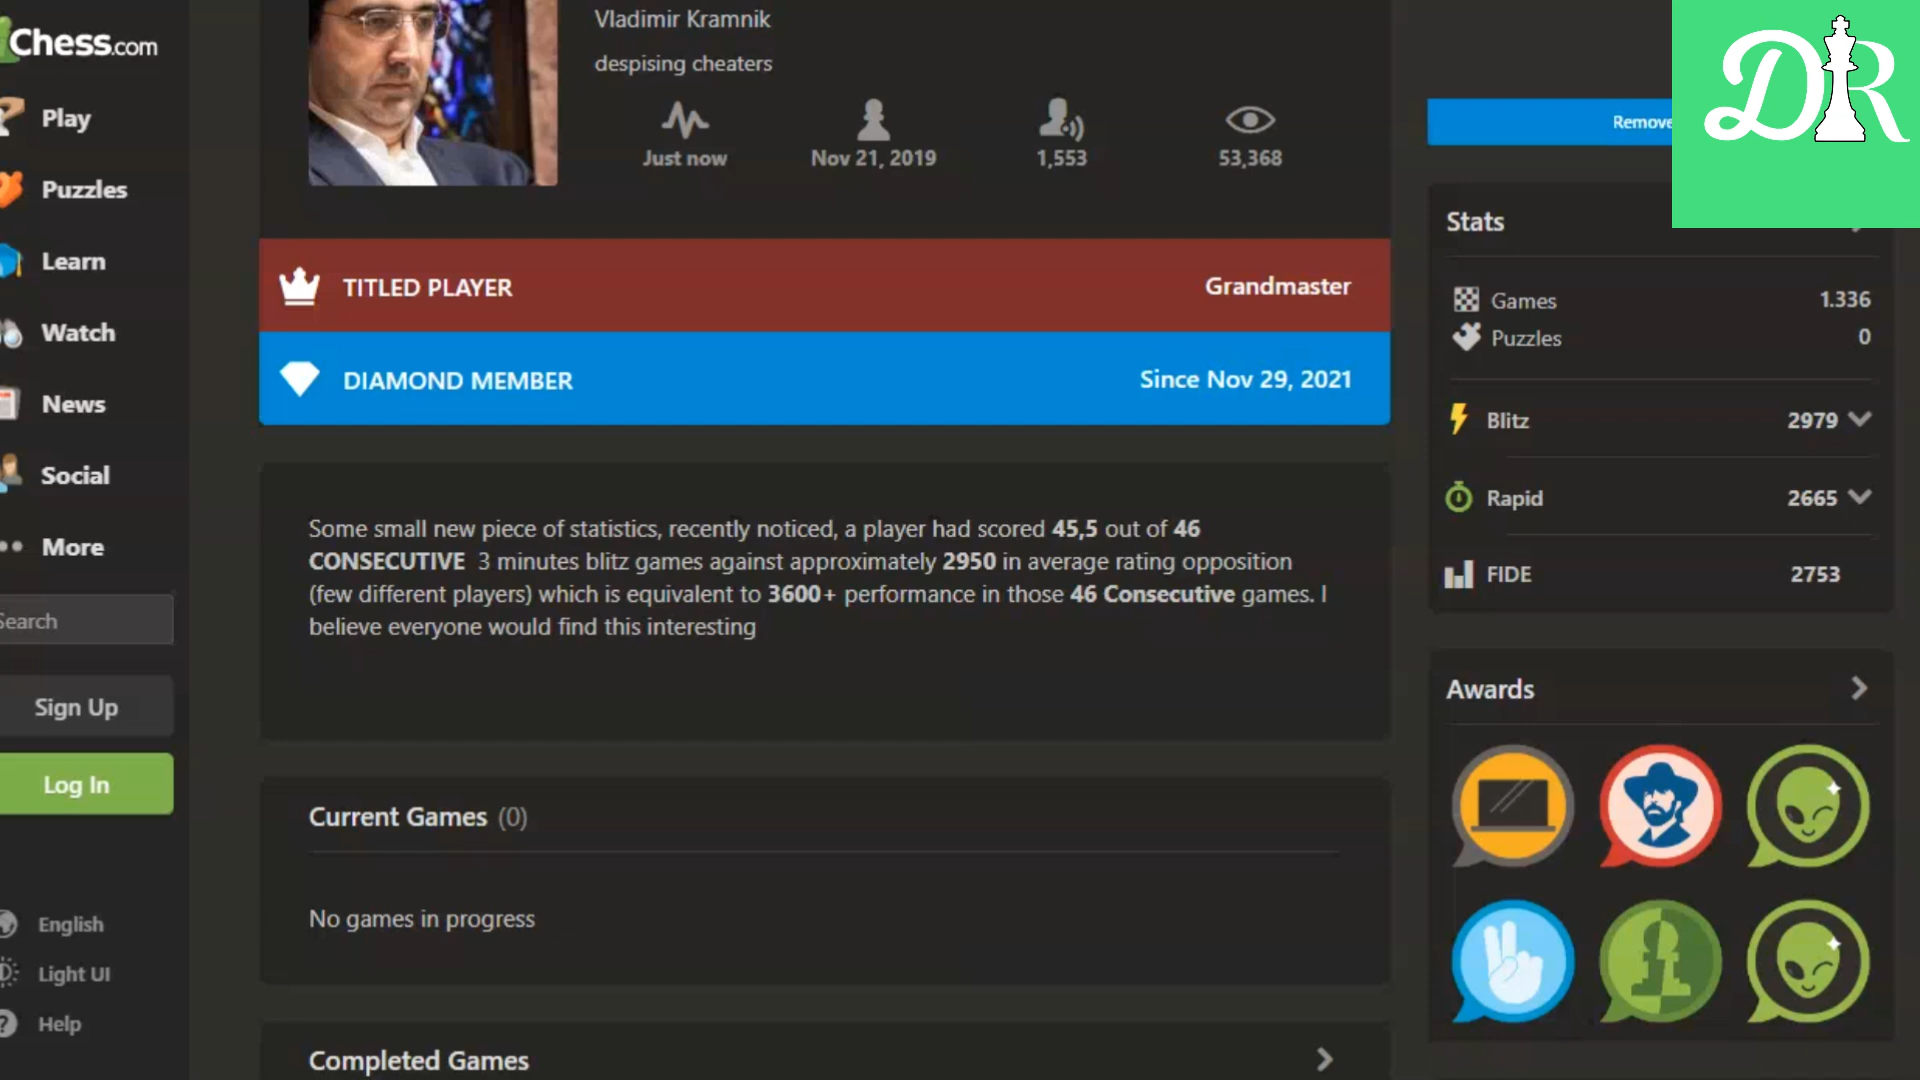 Chess.com
Play
Puzzles
Learn
Watch
News
Social
More
Search
Sign Up
Log In
English
Light UI
Help
Vladimir Kramnik
despising cheaters
Just now
Nov 21, 2019
1,553
53,368
TITLED PLAYER
Grandmaster
DIAMOND MEMBER
Since Nov 29, 2021
Some small new piece of statistics, recently noticed, a player had scored 45,5 out of 46
CONSECUTIVE 3 minutes blitz games against approximately 2950 in average rating opposition
(few different players) which is equivalent to 3600+ performance in those 46 Consecutive games. I
believe everyone would find this interesting
Current Games (0)
No games in progress
Completed Games
DR
Remove
Stats
Games 1.336
Puzzles 0
Blitz 2979
Rapid 2665
FIDE 2753
Awards